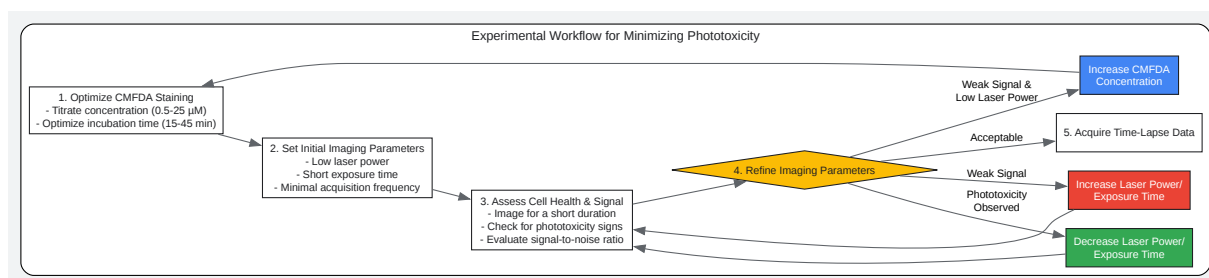 Experimental Workflow for Minimizing Phototoxicity
1. Optimize CMFDA Staining
- Titrate concentration (0.5-25 µM)
- Optimize incubation time (15-45 min)
2. Set Initial Imaging Parameters
- Low laser power
- Short exposure time
- Minimal acquisition frequency
3. Assess Cell Health & Signal
- Image for a short duration
- Check for phototoxicity signs
- Evaluate signal-to-noise ratio
4. Refine Imaging Parameters
Weak Signal &
Low Laser Power
Increase CMFDA
Concentration
Acceptable
5. Acquire Time-Lapse Data
Weak Signal
Increase Laser Power/
Exposure Time
Phototoxicity
Observed
Decrease Laser Power/
Exposure Time